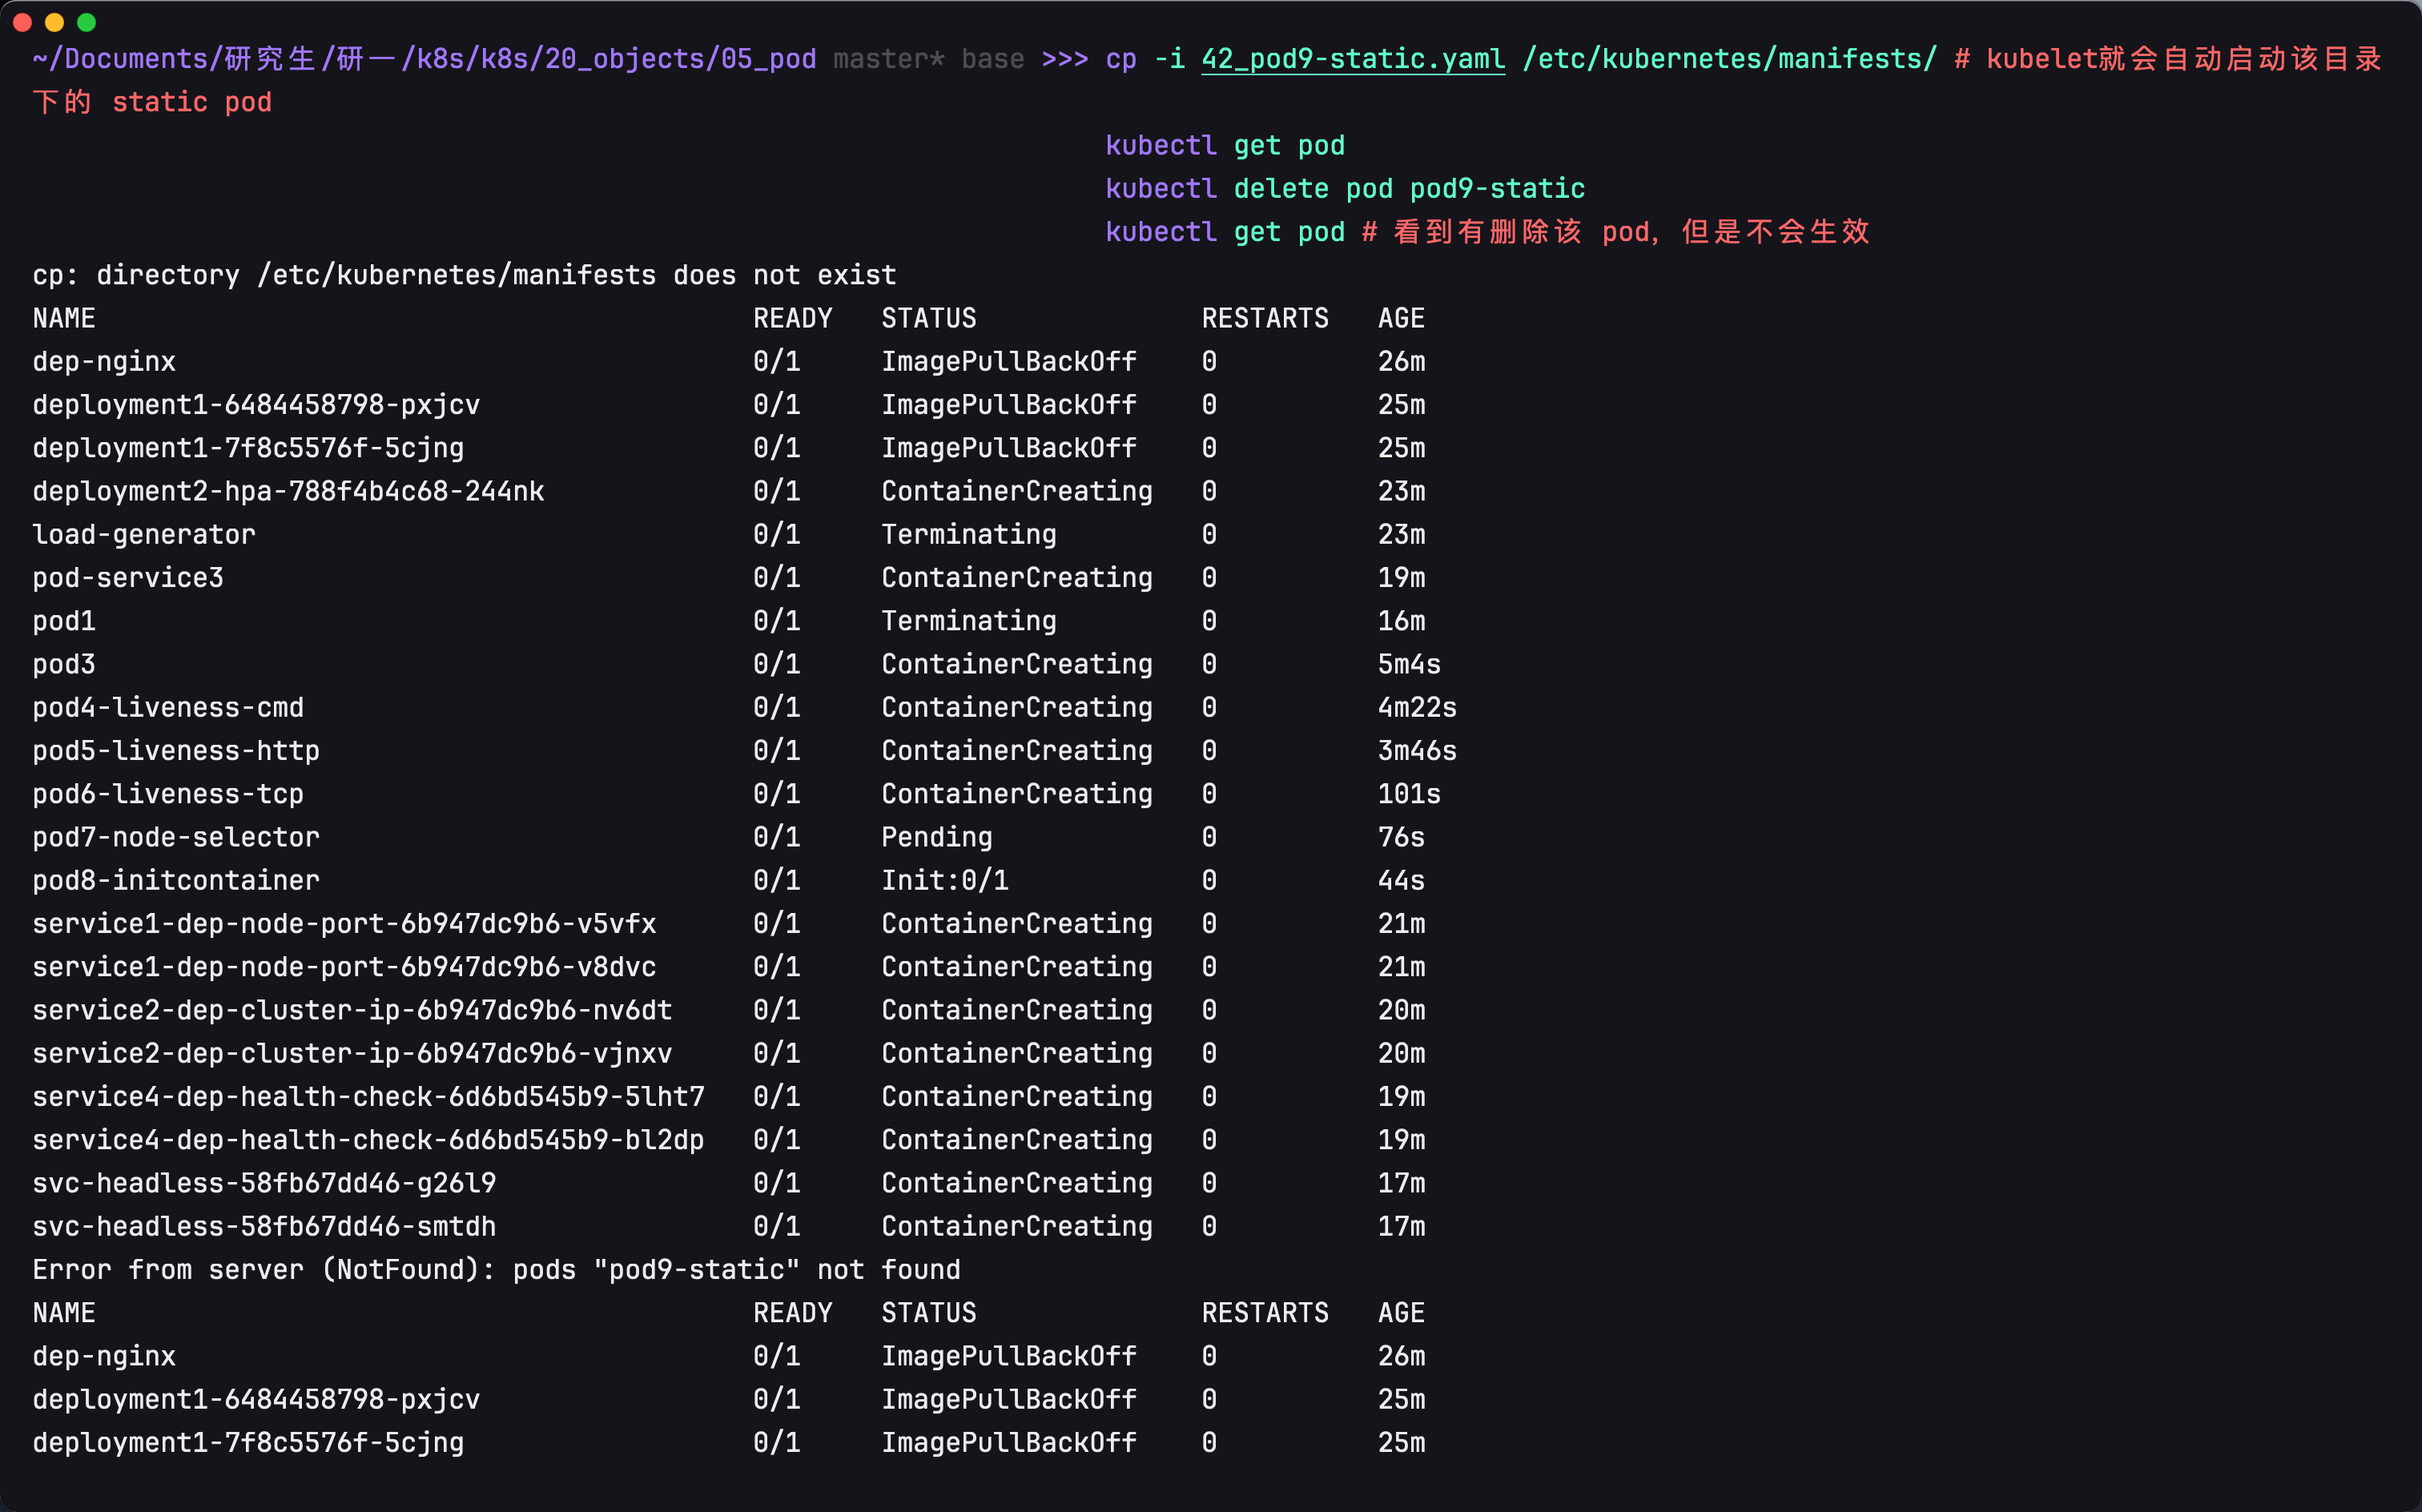 ~/Documents/研究生/研一/k8s/k8s/20_objects/05_pod master* base >>> cp -i 42_pod9-static.yaml /etc/kubernetes/manifests/ # kubelet就会自动启动该目录
下的 static pod
kubectl get pod
kubectl delete pod pod9-static
kubectl get pod # 看到有删除该 pod, 但是不会生效
cp: directory /etc/kubernetes/manifests does not exist
NAME READY STATUS RESTARTS AGE
dep-nginx 0/1 ImagePullBackOff 0 26m
deployment1-6484458798-pxjcv 0/1 ImagePullBackOff 0 25m
deployment1-7f8c5576f-5cjng 0/1 ImagePullBackOff 0 25m
deployment2-hpa-788f4b4c68-244nk 0/1 ContainerCreating 0 23m
load-generator 0/1 Terminating 0 23m
pod-service3 0/1 ContainerCreating 0 19m
pod1 0/1 Terminating 0 16m
pod3 0/1 ContainerCreating 0 5m4s
pod4-liveness-cmd 0/1 ContainerCreating 0 4m22s
pod5-liveness-http 0/1 ContainerCreating 0 3m46s
pod6-liveness-tcp 0/1 ContainerCreating 0 101s
pod7-node-selector 0/1 Pending 0 76s
pod8-initcontainer 0/1 Init:0/1 0 44s
service1-dep-node-port-6b947dc9b6-v5vfx 0/1 ContainerCreating 0 21m
service1-dep-node-port-6b947dc9b6-v8dvc 0/1 ContainerCreating 0 21m
service2-dep-cluster-ip-6b947dc9b6-nv6dt 0/1 ContainerCreating 0 20m
service2-dep-cluster-ip-6b947dc9b6-vjnxv 0/1 ContainerCreating 0 20m
service4-dep-health-check-6d6bd545b9-5lht7 0/1 ContainerCreating 0 19m
service4-dep-health-check-6d6bd545b9-bl2dp 0/1 ContainerCreating 0 19m
svc-headless-58fb67dd46-g26l9 0/1 ContainerCreating 0 17m
svc-headless-58fb67dd46-smtdh 0/1 ContainerCreating 0 17m
Error from server (NotFound): pods "pod9-static" not found
NAME READY STATUS RESTARTS AGE
dep-nginx 0/1 ImagePullBackOff 0 26m
deployment1-6484458798-pxjcv 0/1 ImagePullBackOff 0 25m
deployment1-7f8c5576f-5cjng 0/1 ImagePullBackOff 0 25m